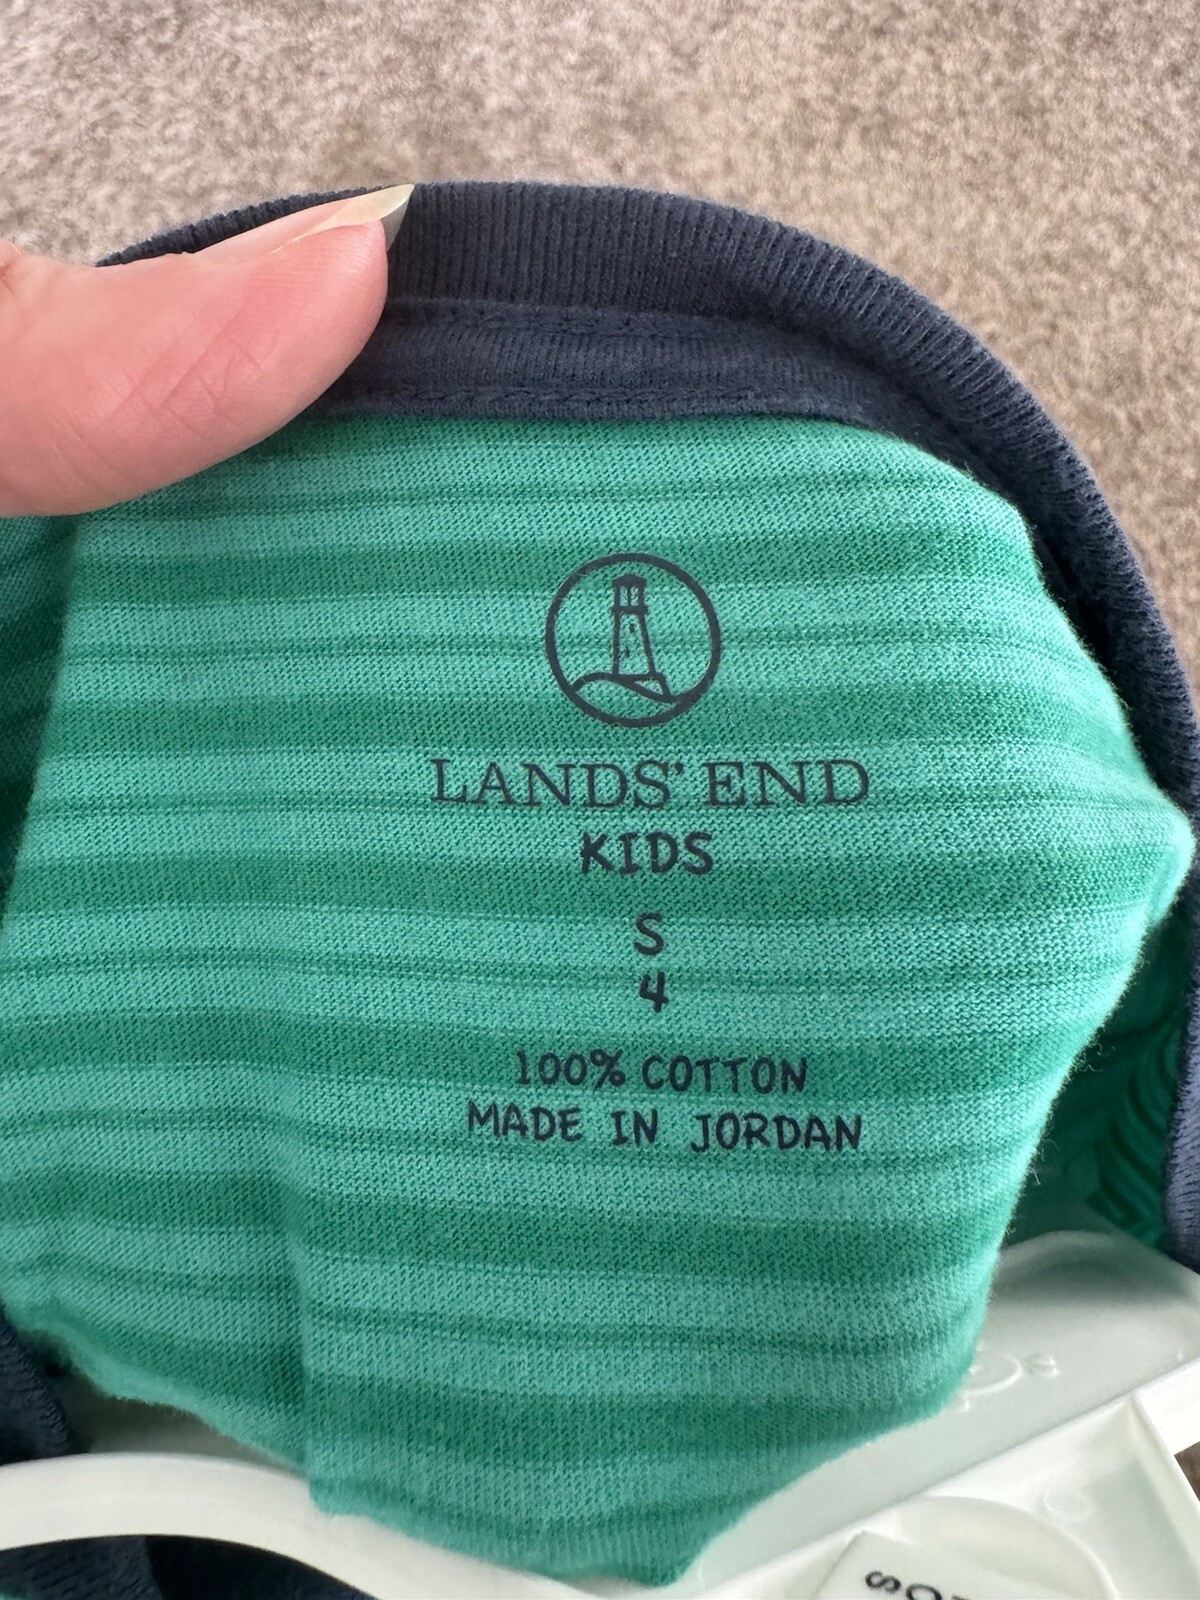 LANDS' END
KIDS
S
4
100% COTTON
MADE IN JORDAN